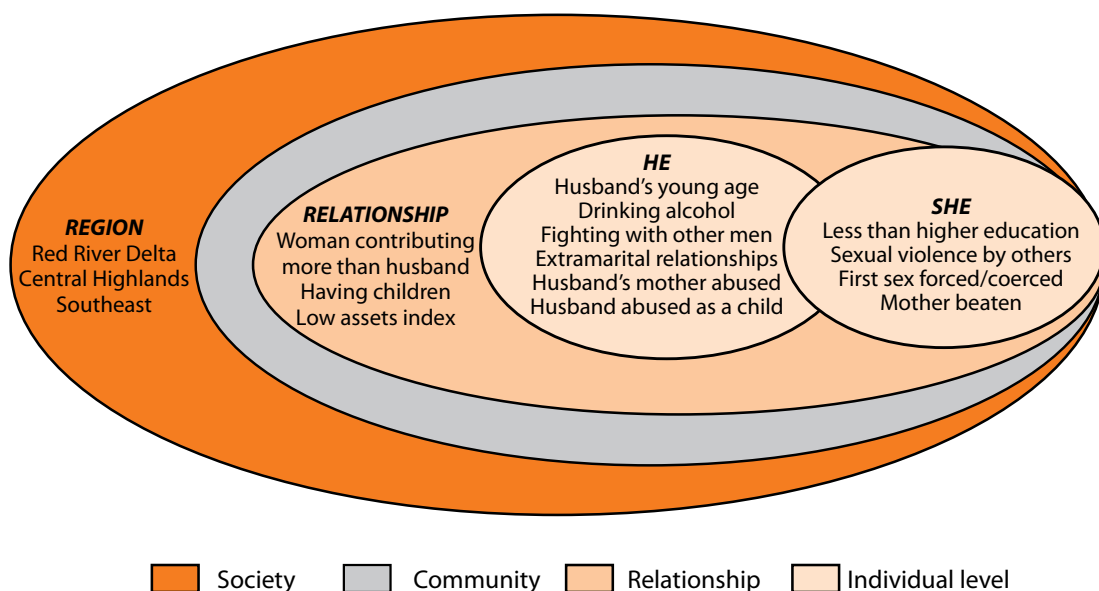 REGION
Red River Delta
Central Highlands
Southeast
RELATIONSHIP
Woman contributing
more than husband
Having children
Low assets index
HE
Husband’s young age
Drinking alcohol
Fighting with other men
Extramarital relationships
Husband’s mother abused
Husband abused as a child
SHE
Less than higher education
Sexual violence by others
First sex forced/coerced
Mother beaten
Society
Community
Relationship
Individual level